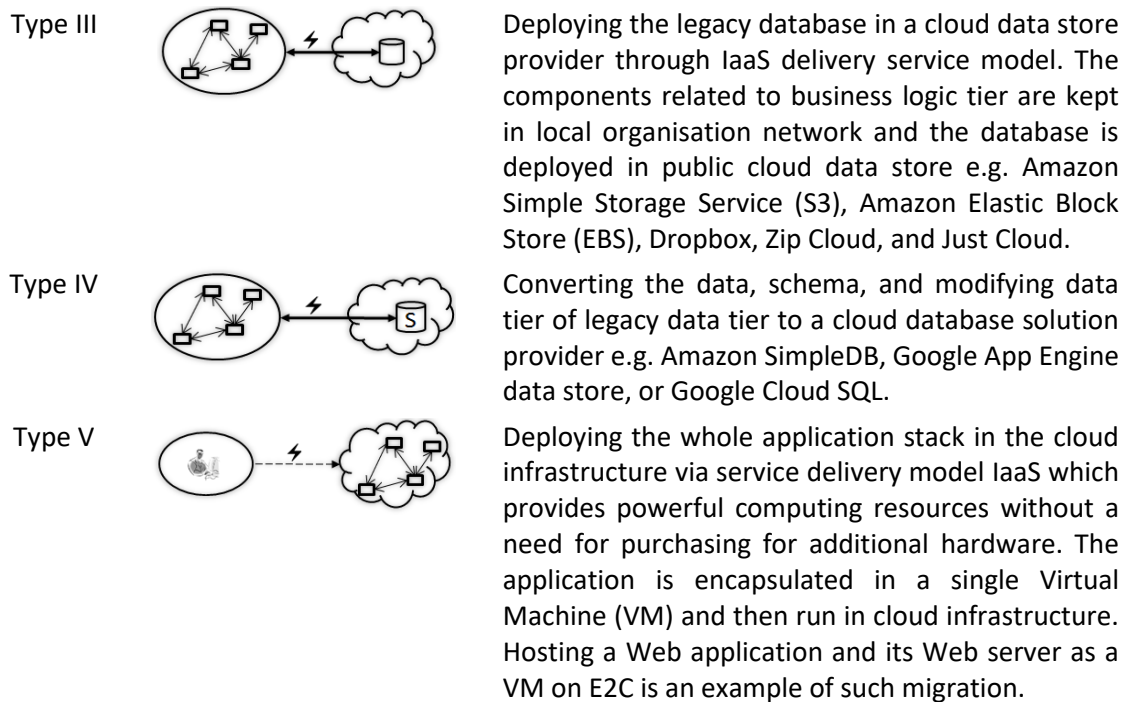 Type III
Deploying the legacy database in a cloud data store
provider through IaaS delivery service model. The
components related to business logic tier are kept
in local organisation network and the database is
deployed in public cloud data store e.g. Amazon
Simple Storage Service (S3), Amazon Elastic Block
Store (EBS), Dropbox, Zip Cloud, and Just Cloud.
Type IV
S
Converting the data, schema, and modifying data
tier of legacy data tier to a cloud database solution
provider e.g. Amazon SimpleDB, Google App Engine
data store, or Google Cloud SQL.
Type V
Deploying the whole application stack in the cloud
infrastructure via service delivery model IaaS which
provides powerful computing resources without a
need for purchasing for additional hardware. The
application is encapsulated in a single Virtual
Machine (VM) and then run in cloud infrastructure.
Hosting a Web application and its Web server as a
VM on E2C is an example of such migration.